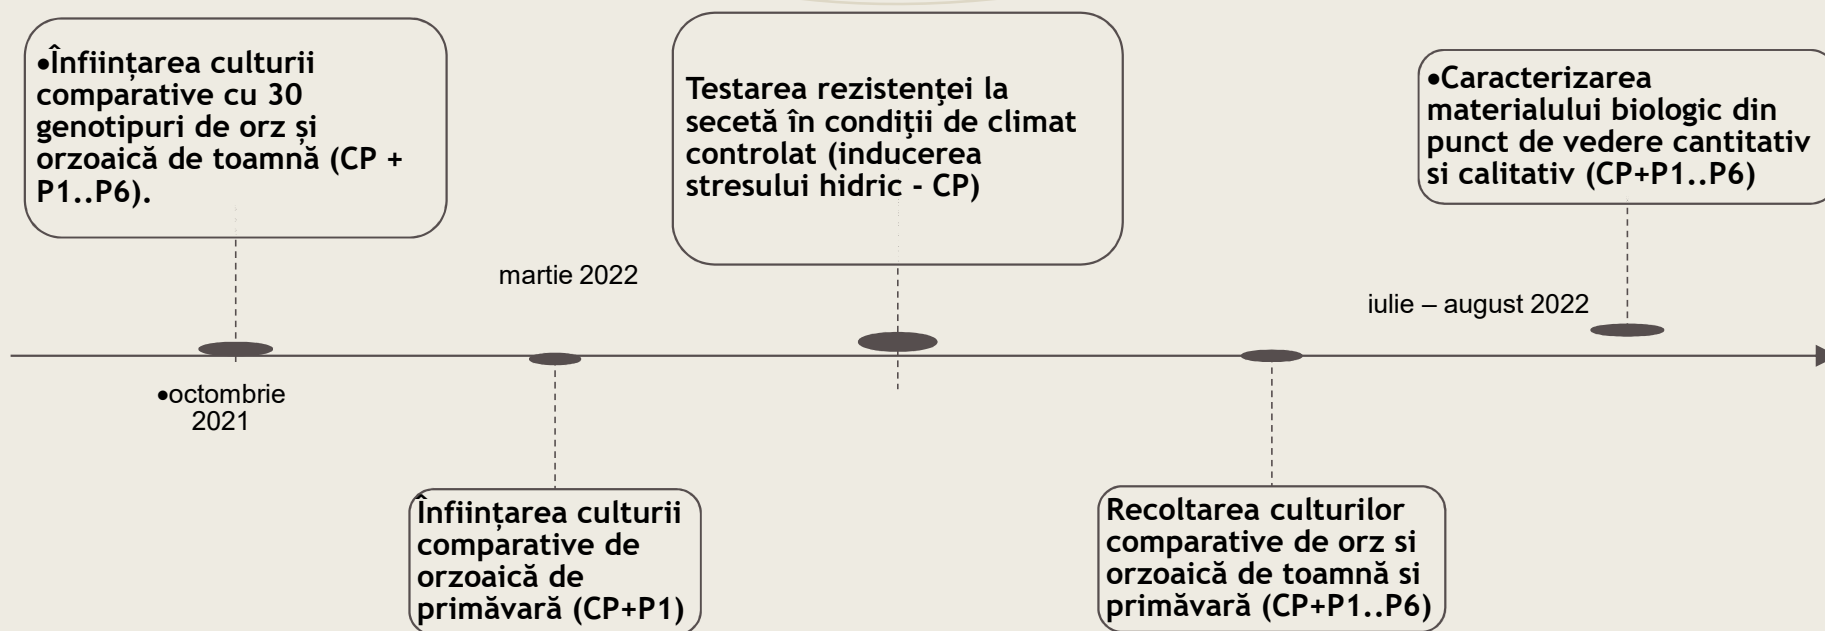 •Înființarea culturii
comparative cu 30
genotipuri de orz și
orzoaică de toamnă (CP +
P1..P6).
•octombrie
2021
martie 2022
Înființarea culturii
comparative de
orzoaică de
primăvară (CP+P1)
Testarea rezistenţei la
secetă în condiţii de climat
controlat (inducerea
stresului hidric - CP)
Recoltarea culturilor
comparative de orz si
orzoaică de toamnă si
primăvară (CP+P1..P6)
iulie – august 2022
•Caracterizarea
materialului biologic din
punct de vedere cantitativ
si calitativ (CP+P1..P6)